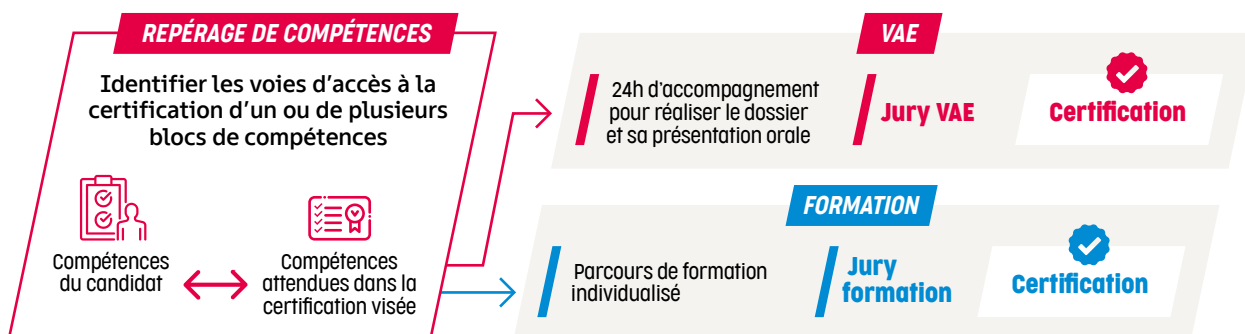 REPÉRAGE DE COMPÉTENCES
Identifier les voies d'accès à la
certification d'un ou de plusieurs
blocs de compétences
Compétences
du candidat
Compétences
attendues dans la
certification visée
VAE
24h d'accompagnement
pour réaliser le dossier
et sa présentation orale
Jury VAE
Certification
FORMATION
Parcours de formation
individualisé
Jury
formation
Certification